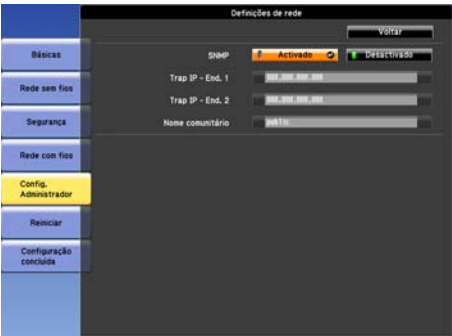 Definições de rede
Voltar
Básicas
SNMP Activado Desactivado
Rede sem fios
Trap IP - End. 1
Trap IP - End. 2
Segurança
Nome comunitário public
Rede com fios
Config. Administrador
Reiniciar
Configuração concluída